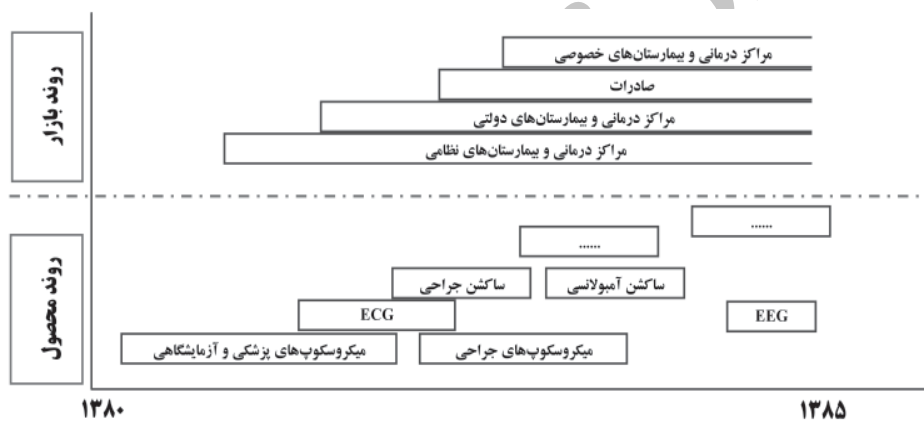 روند بازار
مراکز درمانی و بیمارستان‌های خصوصی
صادرات
مراکز درمانی و بیمارستان‌های دولتی
مراکز درمانی و بیمارستان‌های نظامی
روند محصول
......
......
ساکشن جراحی
ساکشن آمبولانسی
ECG
EEG
میکروسکوپ‌های پزشکی و آزمایشگاهی
میکروسکوپ‌های جراحی
۱۳۸۰
۱۳۸۵